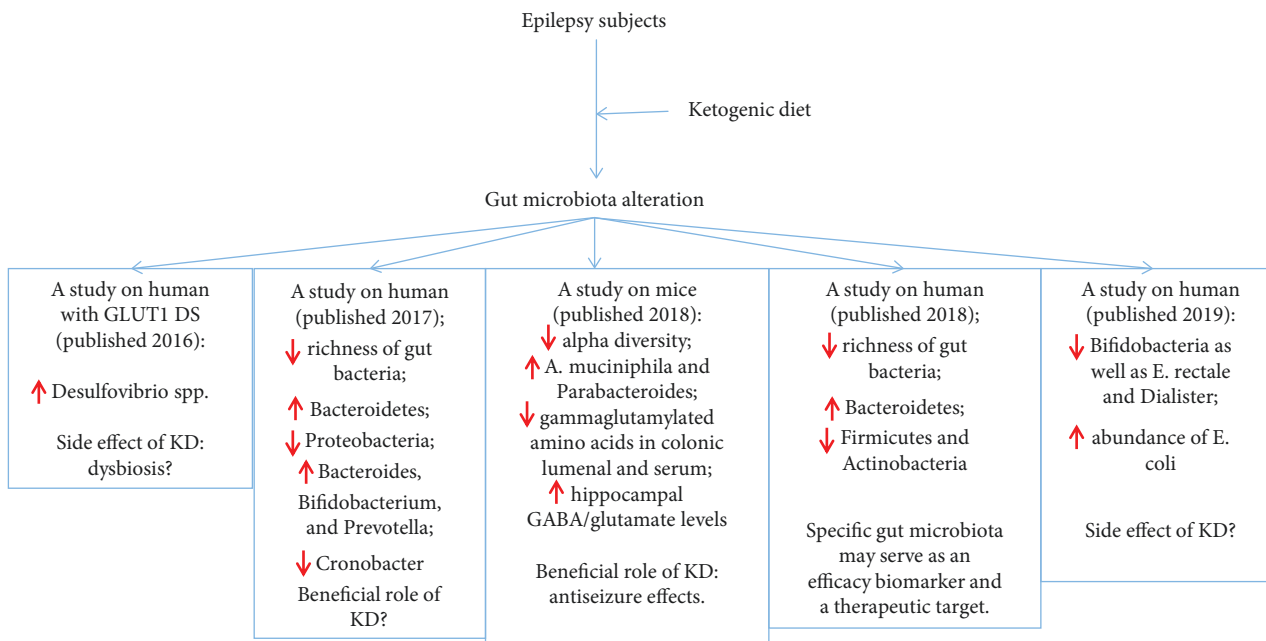 Epilepsy subjects
Ketogenic diet
Gut microbiota alteration
A study on human
with GLUT1 DS
(published 2016):
Desulfovibrio spp.
Side effect of KD:
dysbiosis?
A study on human
(published 2017);
richness of gut
bacteria;
Bacteroidetes;
Proteobacteria;
Bacteroides,
Bifidobacterium,
and Prevotella;
Cronobacter
Beneficial role of
KD?
A study on mice
(published 2018):
alpha diversity;
A. muciniphila and
Parabacteroides;
gammaglutamylated
amino acids in colonic
lumenal and serum;
hippocampal
GABA/glutamate levels
Beneficial role of KD:
antiseizure effects.
A study on human
(published 2018);
richness of gut
bacteria;
Bacteroidetes;
Firmicutes and
Actinobacteria
Specific gut microbiota
may serve as an
efficacy biomarker and
a therapeutic target.
A study on human
(published 2019):
Bifidobacteria as
well as E. rectale
and Dialister;
abundance of E.
coli
Side effect of KD?